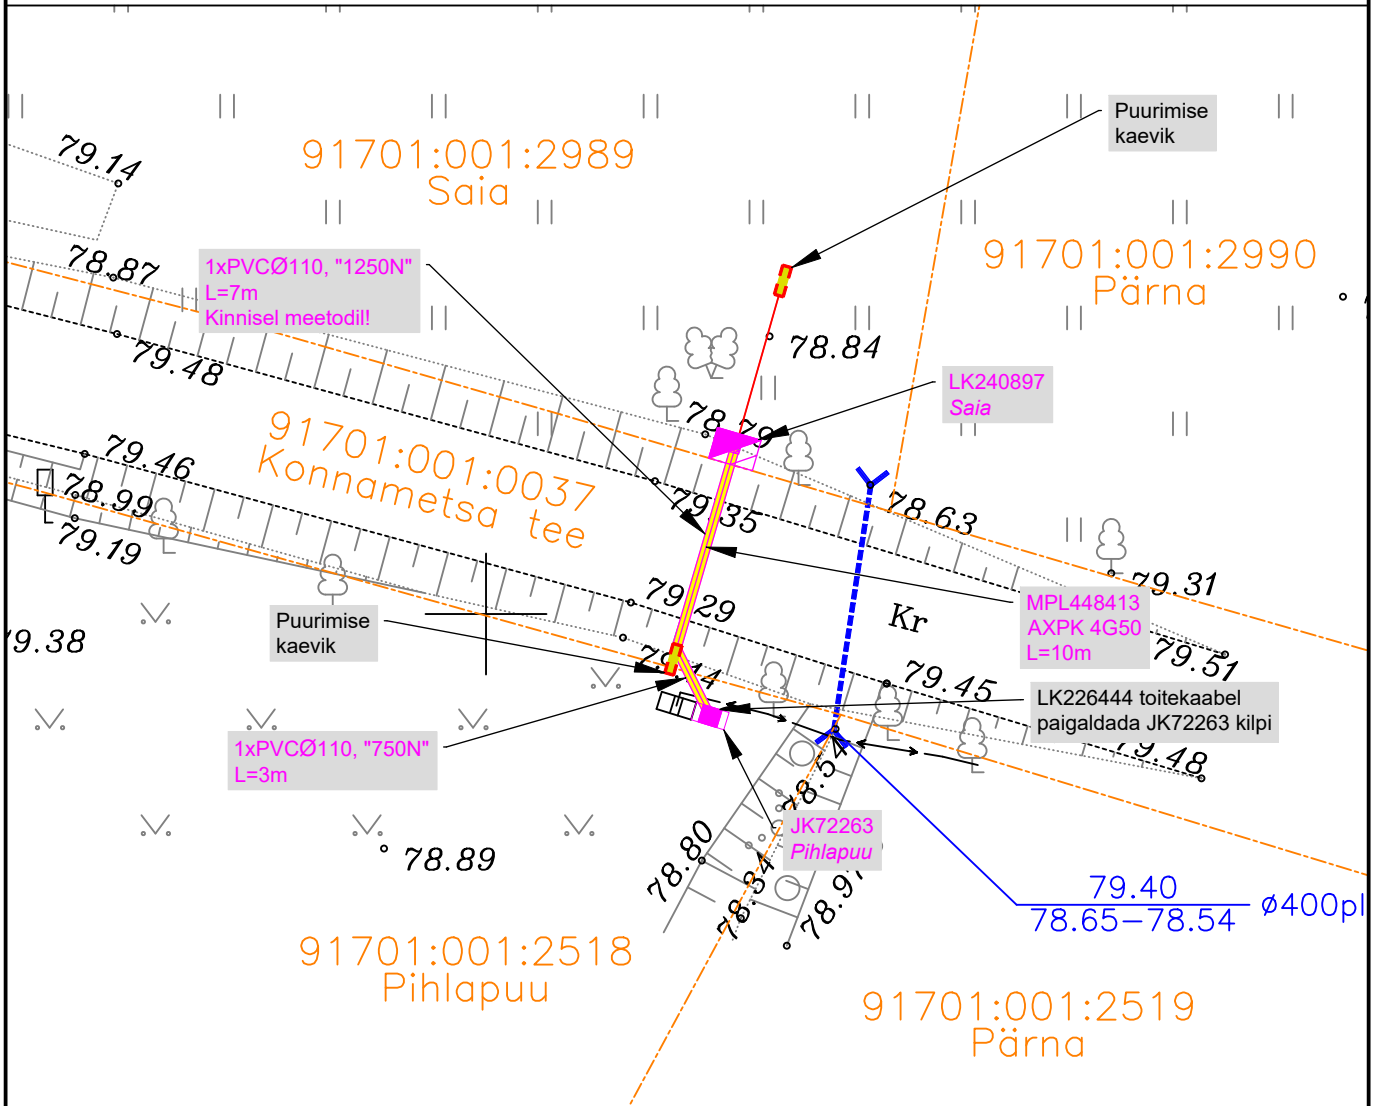 Puurimise
kaevik
79.14
91701:001:2989
Saia
91701:001:2990
Pärna
78.87
1xPVCØ110, "1250N"
L=7m
Kinnisel meetodil!
78.84
79.48
LK240897
Saia
78.79
91701:001:0037
Konnametsa tee
79.46
78.99
79.19
79.35
78.63
79.31
79.29
Kr
MPL448413
AXPK 4G50
L=10m
Puurimise
kaevik
79.51
79.45
LK226444 toitekaabel
paigaldada JK72263 kilpi
1xPVCØ110, "750N"
L=3m
79.48
78.54
JK72263
Pihlapuu
78.80
78.89
79.40
78.65-78.54
ø400pl
91701:001:2518
Pihlapuu
91701:001:2519
Pärna